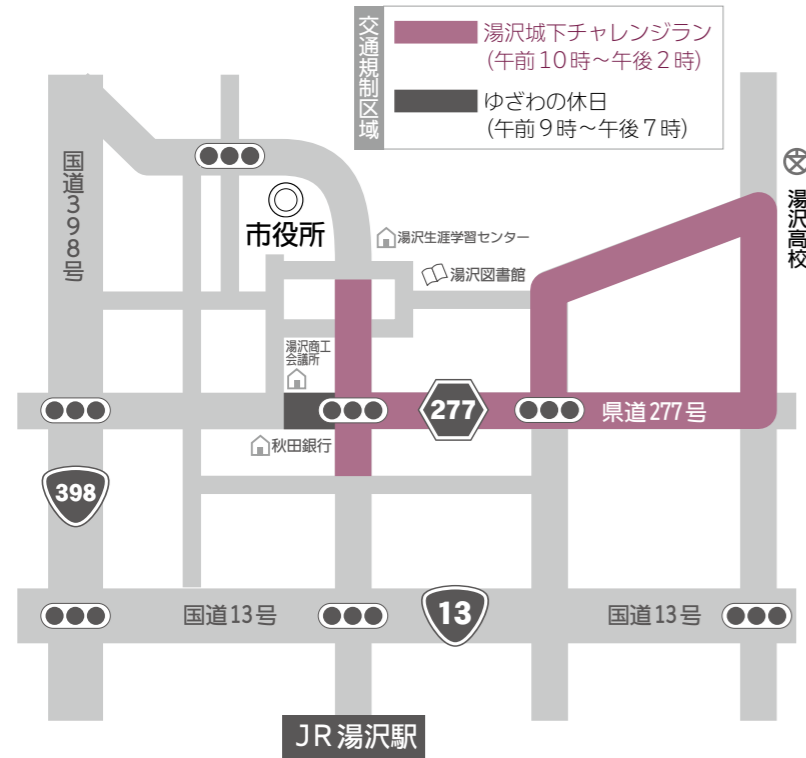 交通規制区域
湯沢城下チャレンジラン
(午前10時～午後2時)
ゆざわの休日
(午前9時～午後7時)
国道398号
市役所
湯沢生涯学習センター
湯沢図書館
湯沢高校
湯沢商工
会議所
277
県道277号
秋田銀行
398
国道13号
13
国道13号
JR湯沢駅